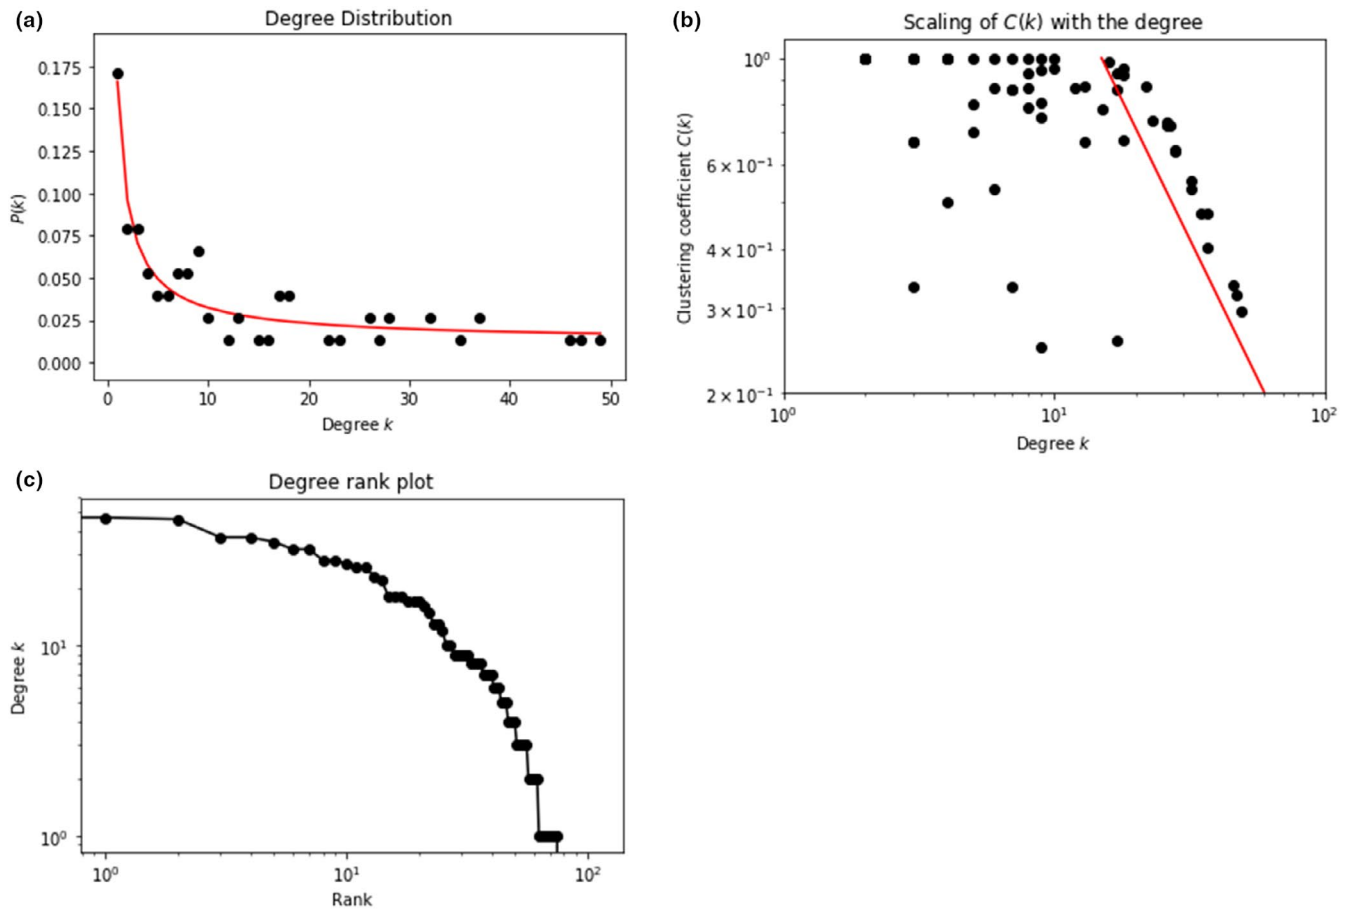 (a)
Degree Distribution
0.175
0.150
0.125
0.100
0.075
0.050
0.025
0.000
P(k)
0 10 20 30 40 50
Degree k
(b)
Scaling of C(k) with the degree
10⁰
6 × 10⁻¹
4 × 10⁻¹
3 × 10⁻¹
2 × 10⁻¹
Clustering coefficient C(k)
10⁰ 10¹ 10²
Degree k
(c)
Degree rank plot
10¹
10⁰
Degree k
10⁰ 10¹ 10²
Rank